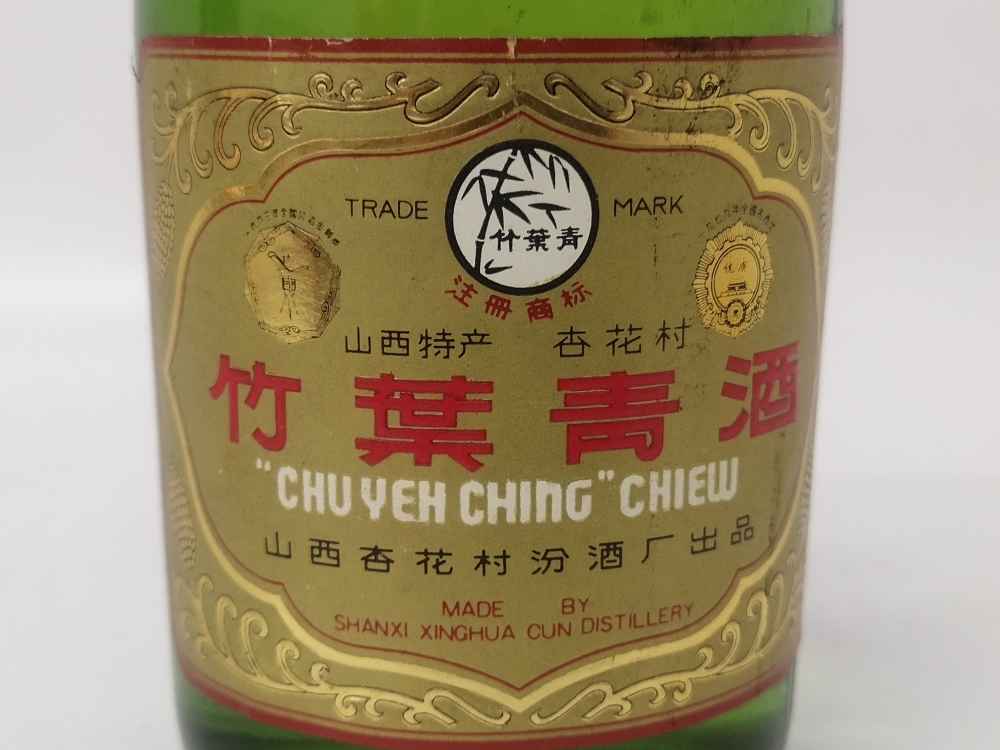 TRADE MARK
竹葉青
注册商标
优质
山西特产 杏花村
竹葉青酒
"CHU YEH CHING" CHIEW
山西杏花村汾酒厂出品
MADE BY
SHANXI XINGHUA CUN DISTILLERY